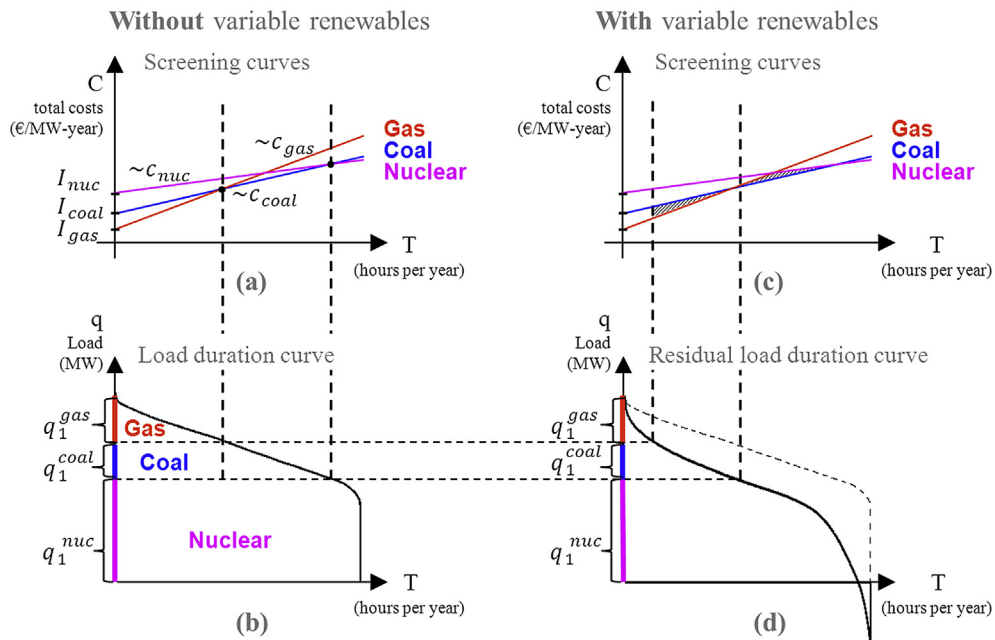 Without variable renewables
Screening curves
C
total costs
(€/MW-year)
Gas
Coal
Nuclear
~c_gas
~c_nuc
~c_coal
I_nuc
I_coal
I_gas
T
(hours per year)
(a)
q
Load
(MW)
Load duration curve
q_1^gas
Gas
q_1^coal
Coal
q_1^nuc
Nuclear
T
(hours per year)
(b)
With variable renewables
Screening curves
C
total costs
(€/MW-year)
Gas
Coal
Nuclear
I_nuc
I_coal
I_gas
T
(hours per year)
(c)
q
Load
(MW)
Residual load duration curve
q_1^gas
q_1^coal
q_1^nuc
T
(hours per year)
(d)